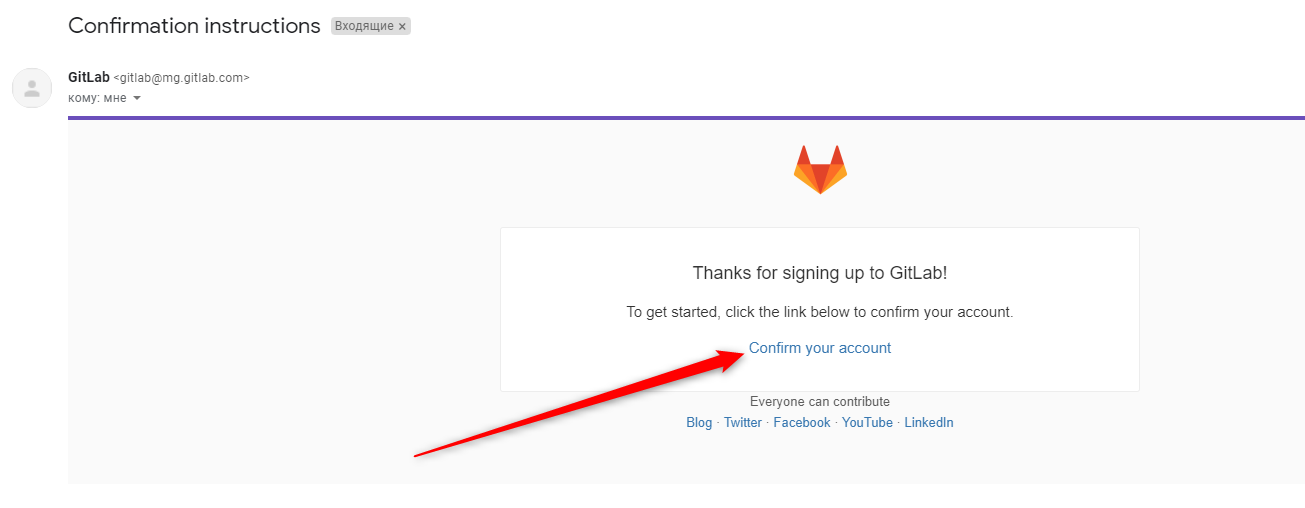 Confirmation instructions Входящие ×
GitLab <gitlab@mg.gitlab.com>
кому: мне
Thanks for signing up to GitLab!
To get started, click the link below to confirm your account.
Confirm your account
Everyone can contribute
Blog · Twitter · Facebook · YouTube · LinkedIn